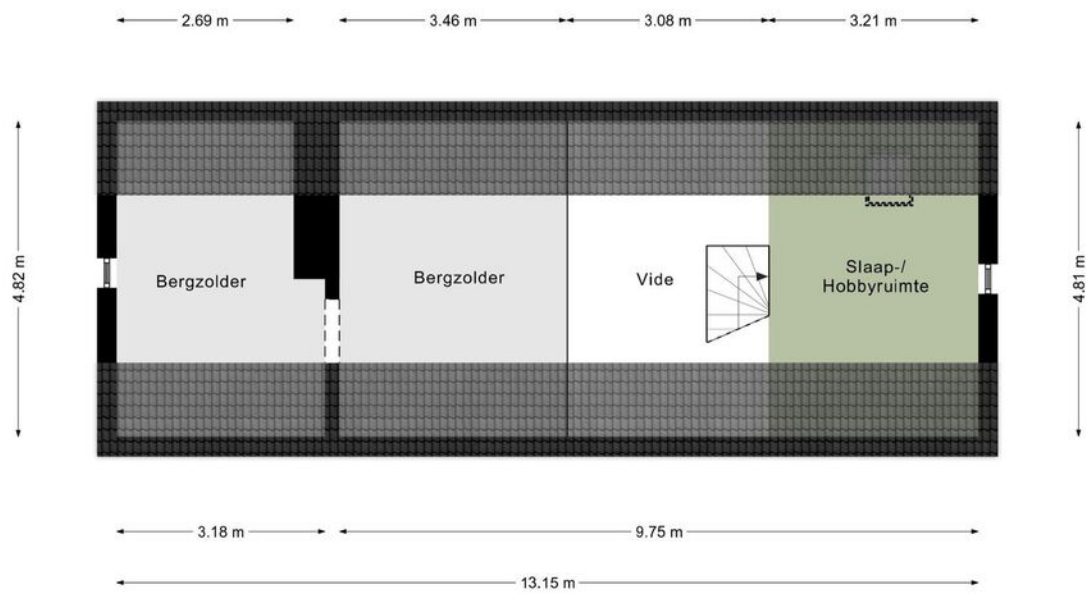 2.69 m
3.46 m
3.08 m
3.21 m
4.82 m
4.81 m
Bergzolder
Bergzolder
Vide
Slaap-/
Hobbyruimte
3.18 m
9.75 m
13.15 m